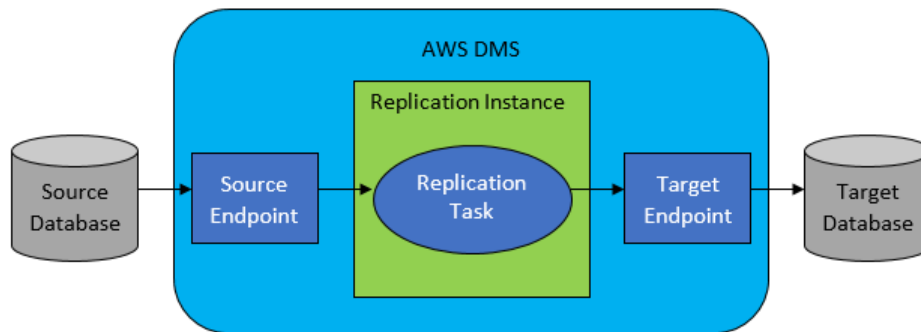 AWS DMS
Replication Instance
Source
Database
Source
Endpoint
Replication
Task
Target
Endpoint
Target
Database